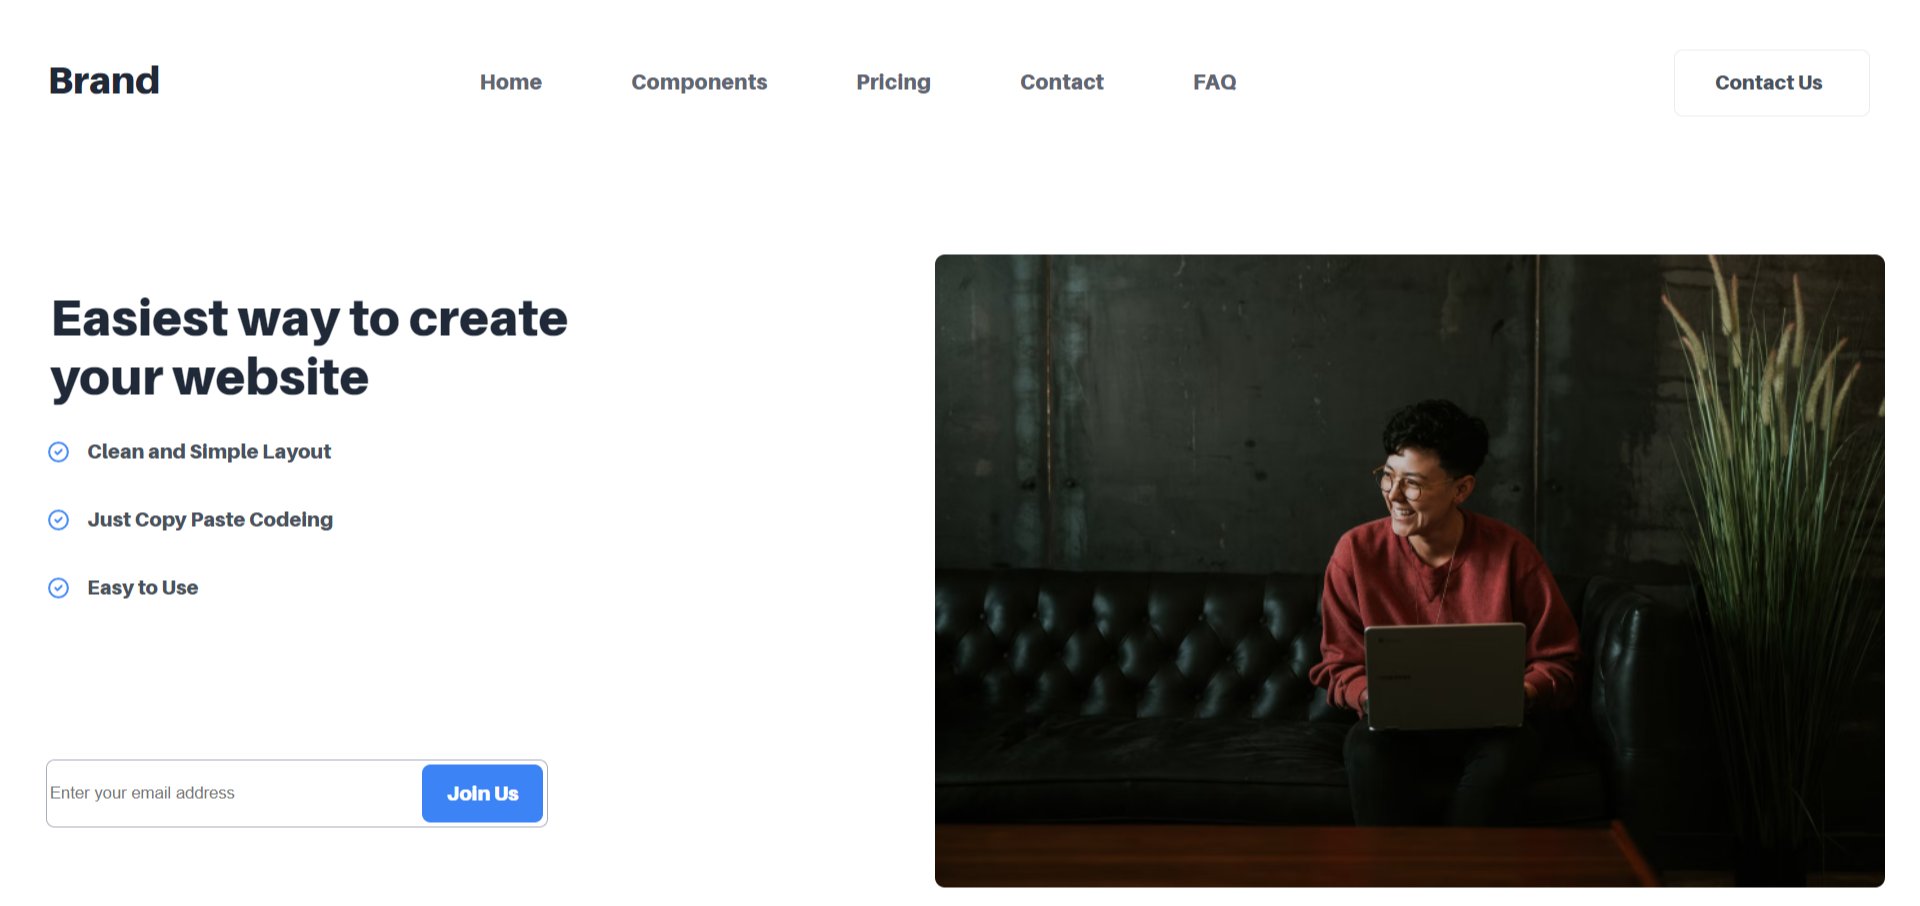 Brand
Home Components Pricing Contact FAQ
Contact Us
Easiest way to create
your website
Clean and Simple Layout
Just Copy Paste Codeing
Easy to Use
Enter your email address
Join Us